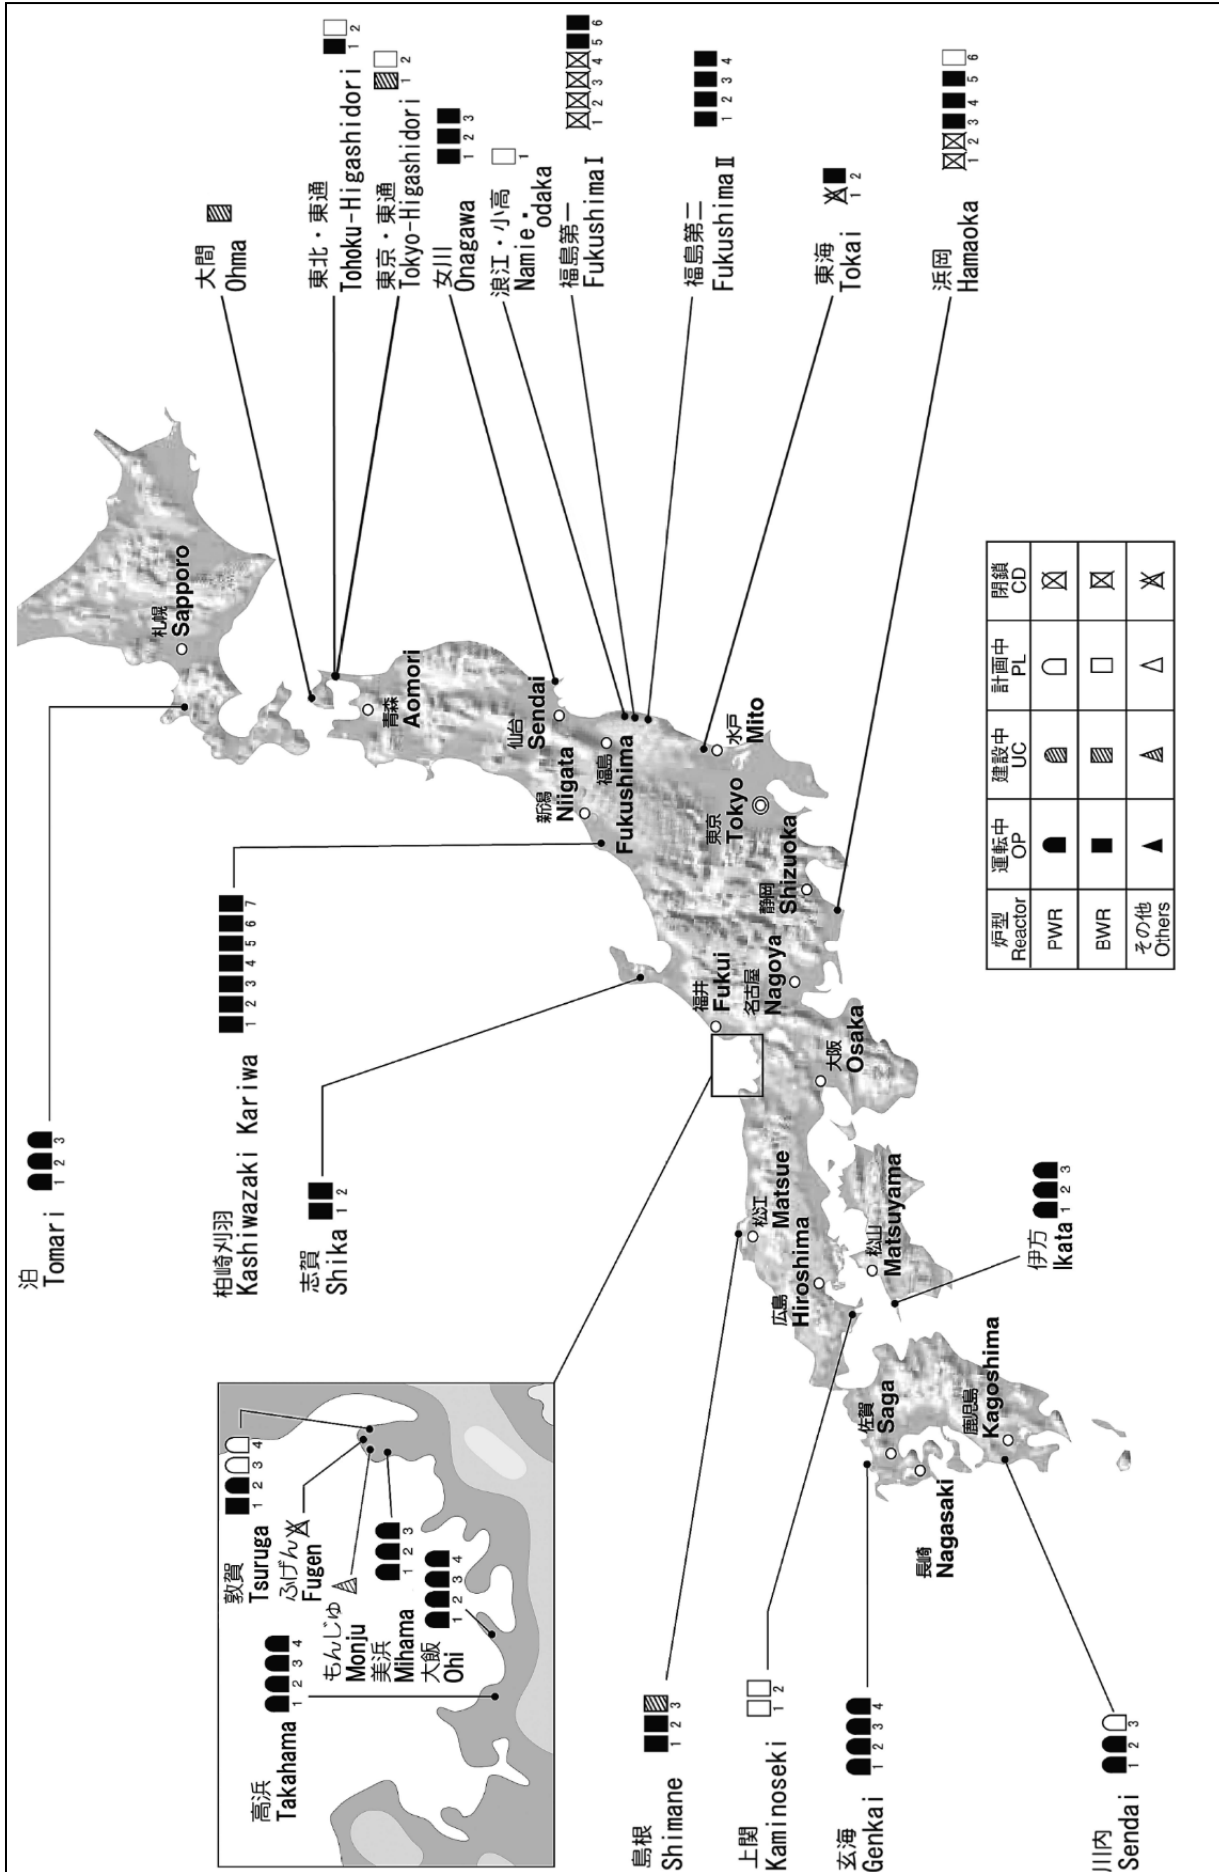 泊
Tomari
1 2 3
柏崎刈羽
Kashiwazaki Kariwa
1 2 3 4 5 6 7
志賀
Shika
1 2
敦賀
Tsuruga
1 2 3 4
ふげん
Fugen
もんじゅ
Monju
美浜
Mihama
1 2 3
大飯
Ohi
1 2 3 4
高浜
Takahama
1 2 3 4
島根
Shimane
1 2 3
上関
Kaminoseki
1 2
玄海
Genkai
1 2 3 4
川内
Sendai
1 2 3
伊方
Ikata
1 2 3
大間
Ohma
東北・東通
Tohoku-Higashidori
1 2
東京・東通
Tokyo-Higashidori
1 2
女川
Onagawa
1 2 3
浪江・小高
Namie・odaka
1
福島第一
FukushimaⅠ
1 2 3 4 5 6
福島第二
FukushimaⅡ
1 2 3 4
東海
Tokai
1 2
浜岡
Hamaoka
1 2 3 4 5 6
札幌
Sapporo
青森
Aomori
仙台
Sendai
新潟
Niigata
福島
Fukushima
水戸
Mito
東京
Tokyo
静岡
Shizuoka
福井
Fukui
名古屋
Nagoya
大阪
Osaka
松江
Matsue
広島
Hiroshima
松山
Matsuyama
佐賀
Saga
長崎
Nagasaki
鹿児島
Kagoshima
炉型 運転中 建設中 計画中 閉鎖
Reactor OP UC PL CD
PWR
BWR
その他
Others